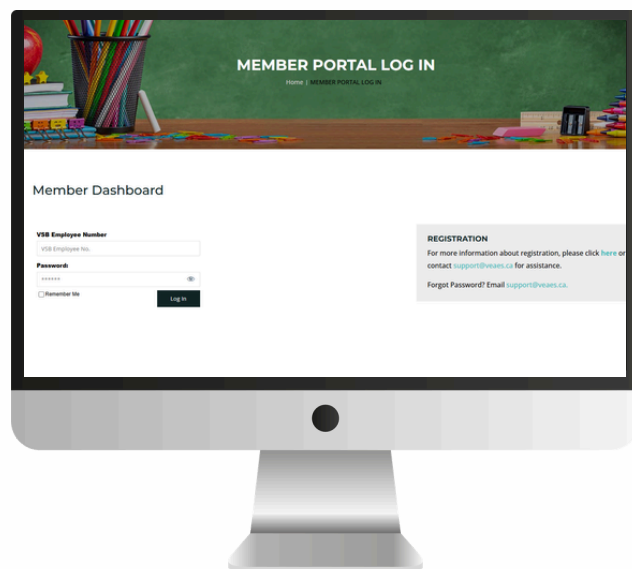 MEMBER PORTAL LOG IN
Home | MEMBER PORTAL LOG IN
Member Dashboard
VSB Employee Number
VSB Employee No.
Password:
******
Remember Me
Log In
REGISTRATION
For more information about registration, please click here or
contact support@veaes.ca for assistance.
Forgot Password? Email support@veaes.ca.